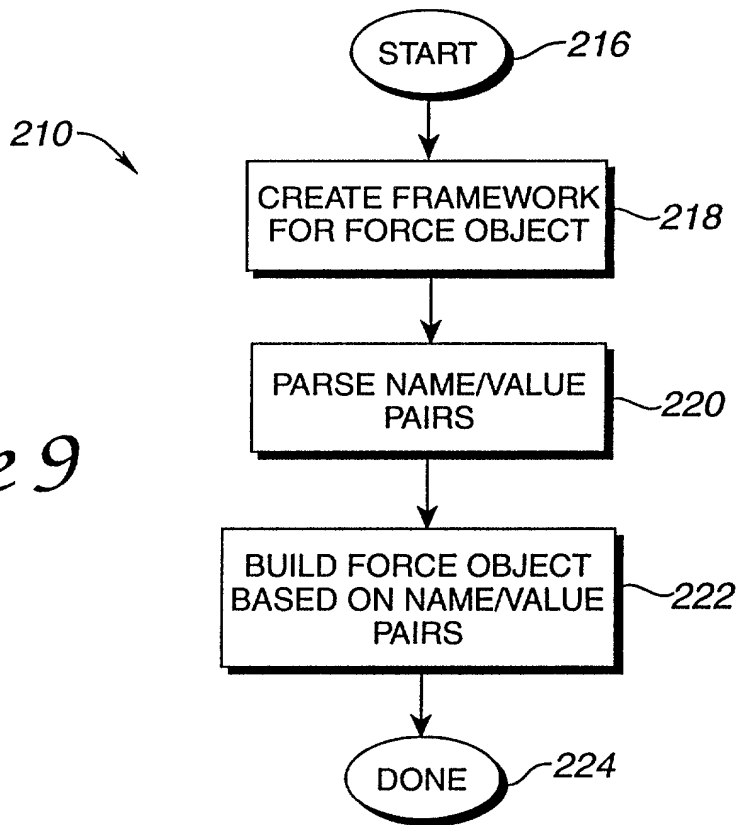 START
216
210
CREATE FRAMEWORK
FOR FORCE OBJECT
218
PARSE NAME/VALUE
PAIRS
220
e 9
BUILD FORCE OBJECT
BASED ON NAME/VALUE
PAIRS
222
DONE
224